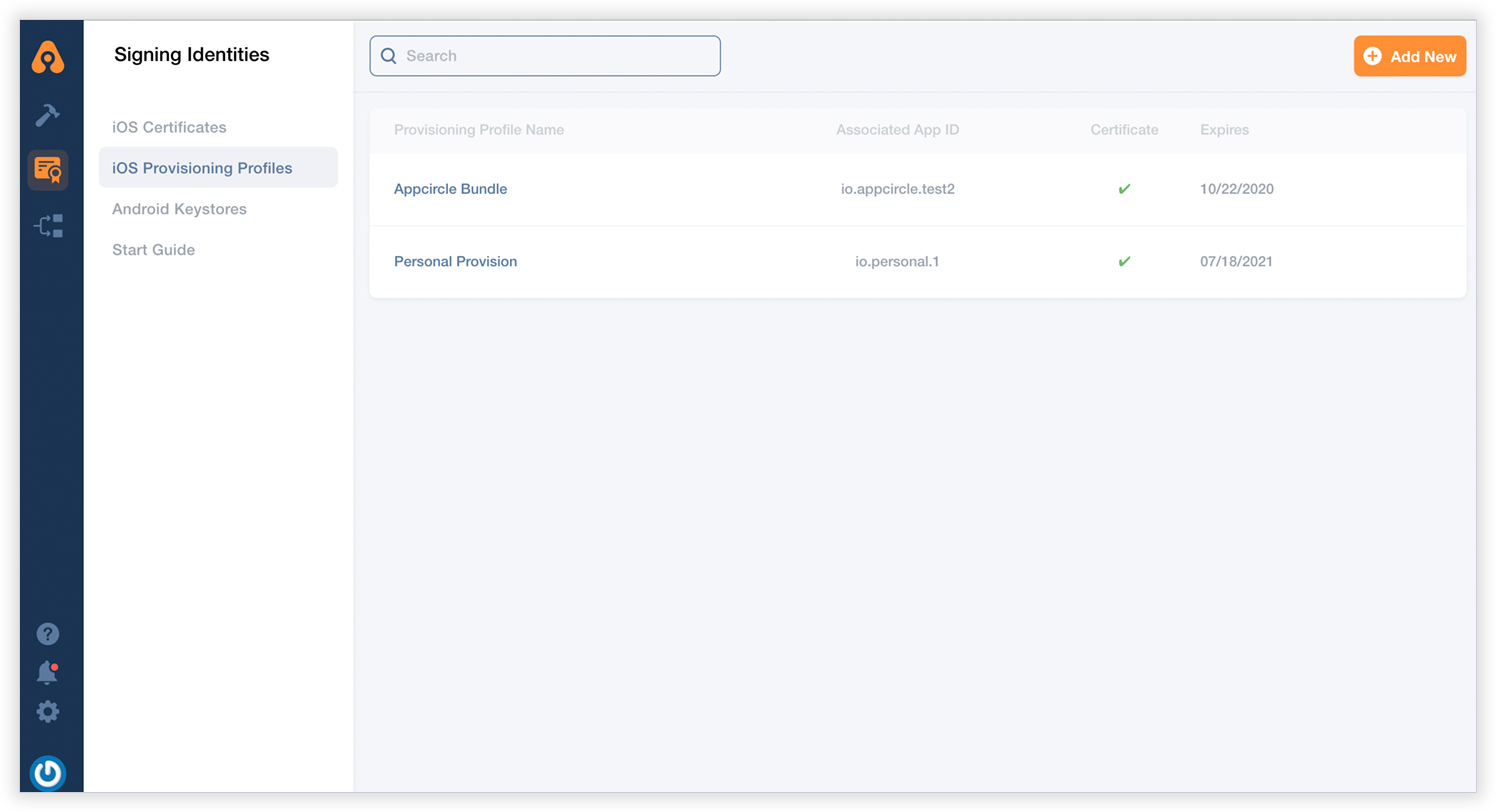 Signing Identities
Search
Add New
iOS Certificates
iOS Provisioning Profiles
Android Keystores
Start Guide
Provisioning Profile Name Associated App ID Certificate Expires
Appcircle Bundle io.appcircle.test2 ✔ 10/22/2020
Personal Provision io.personal.1 ✔ 07/18/2021